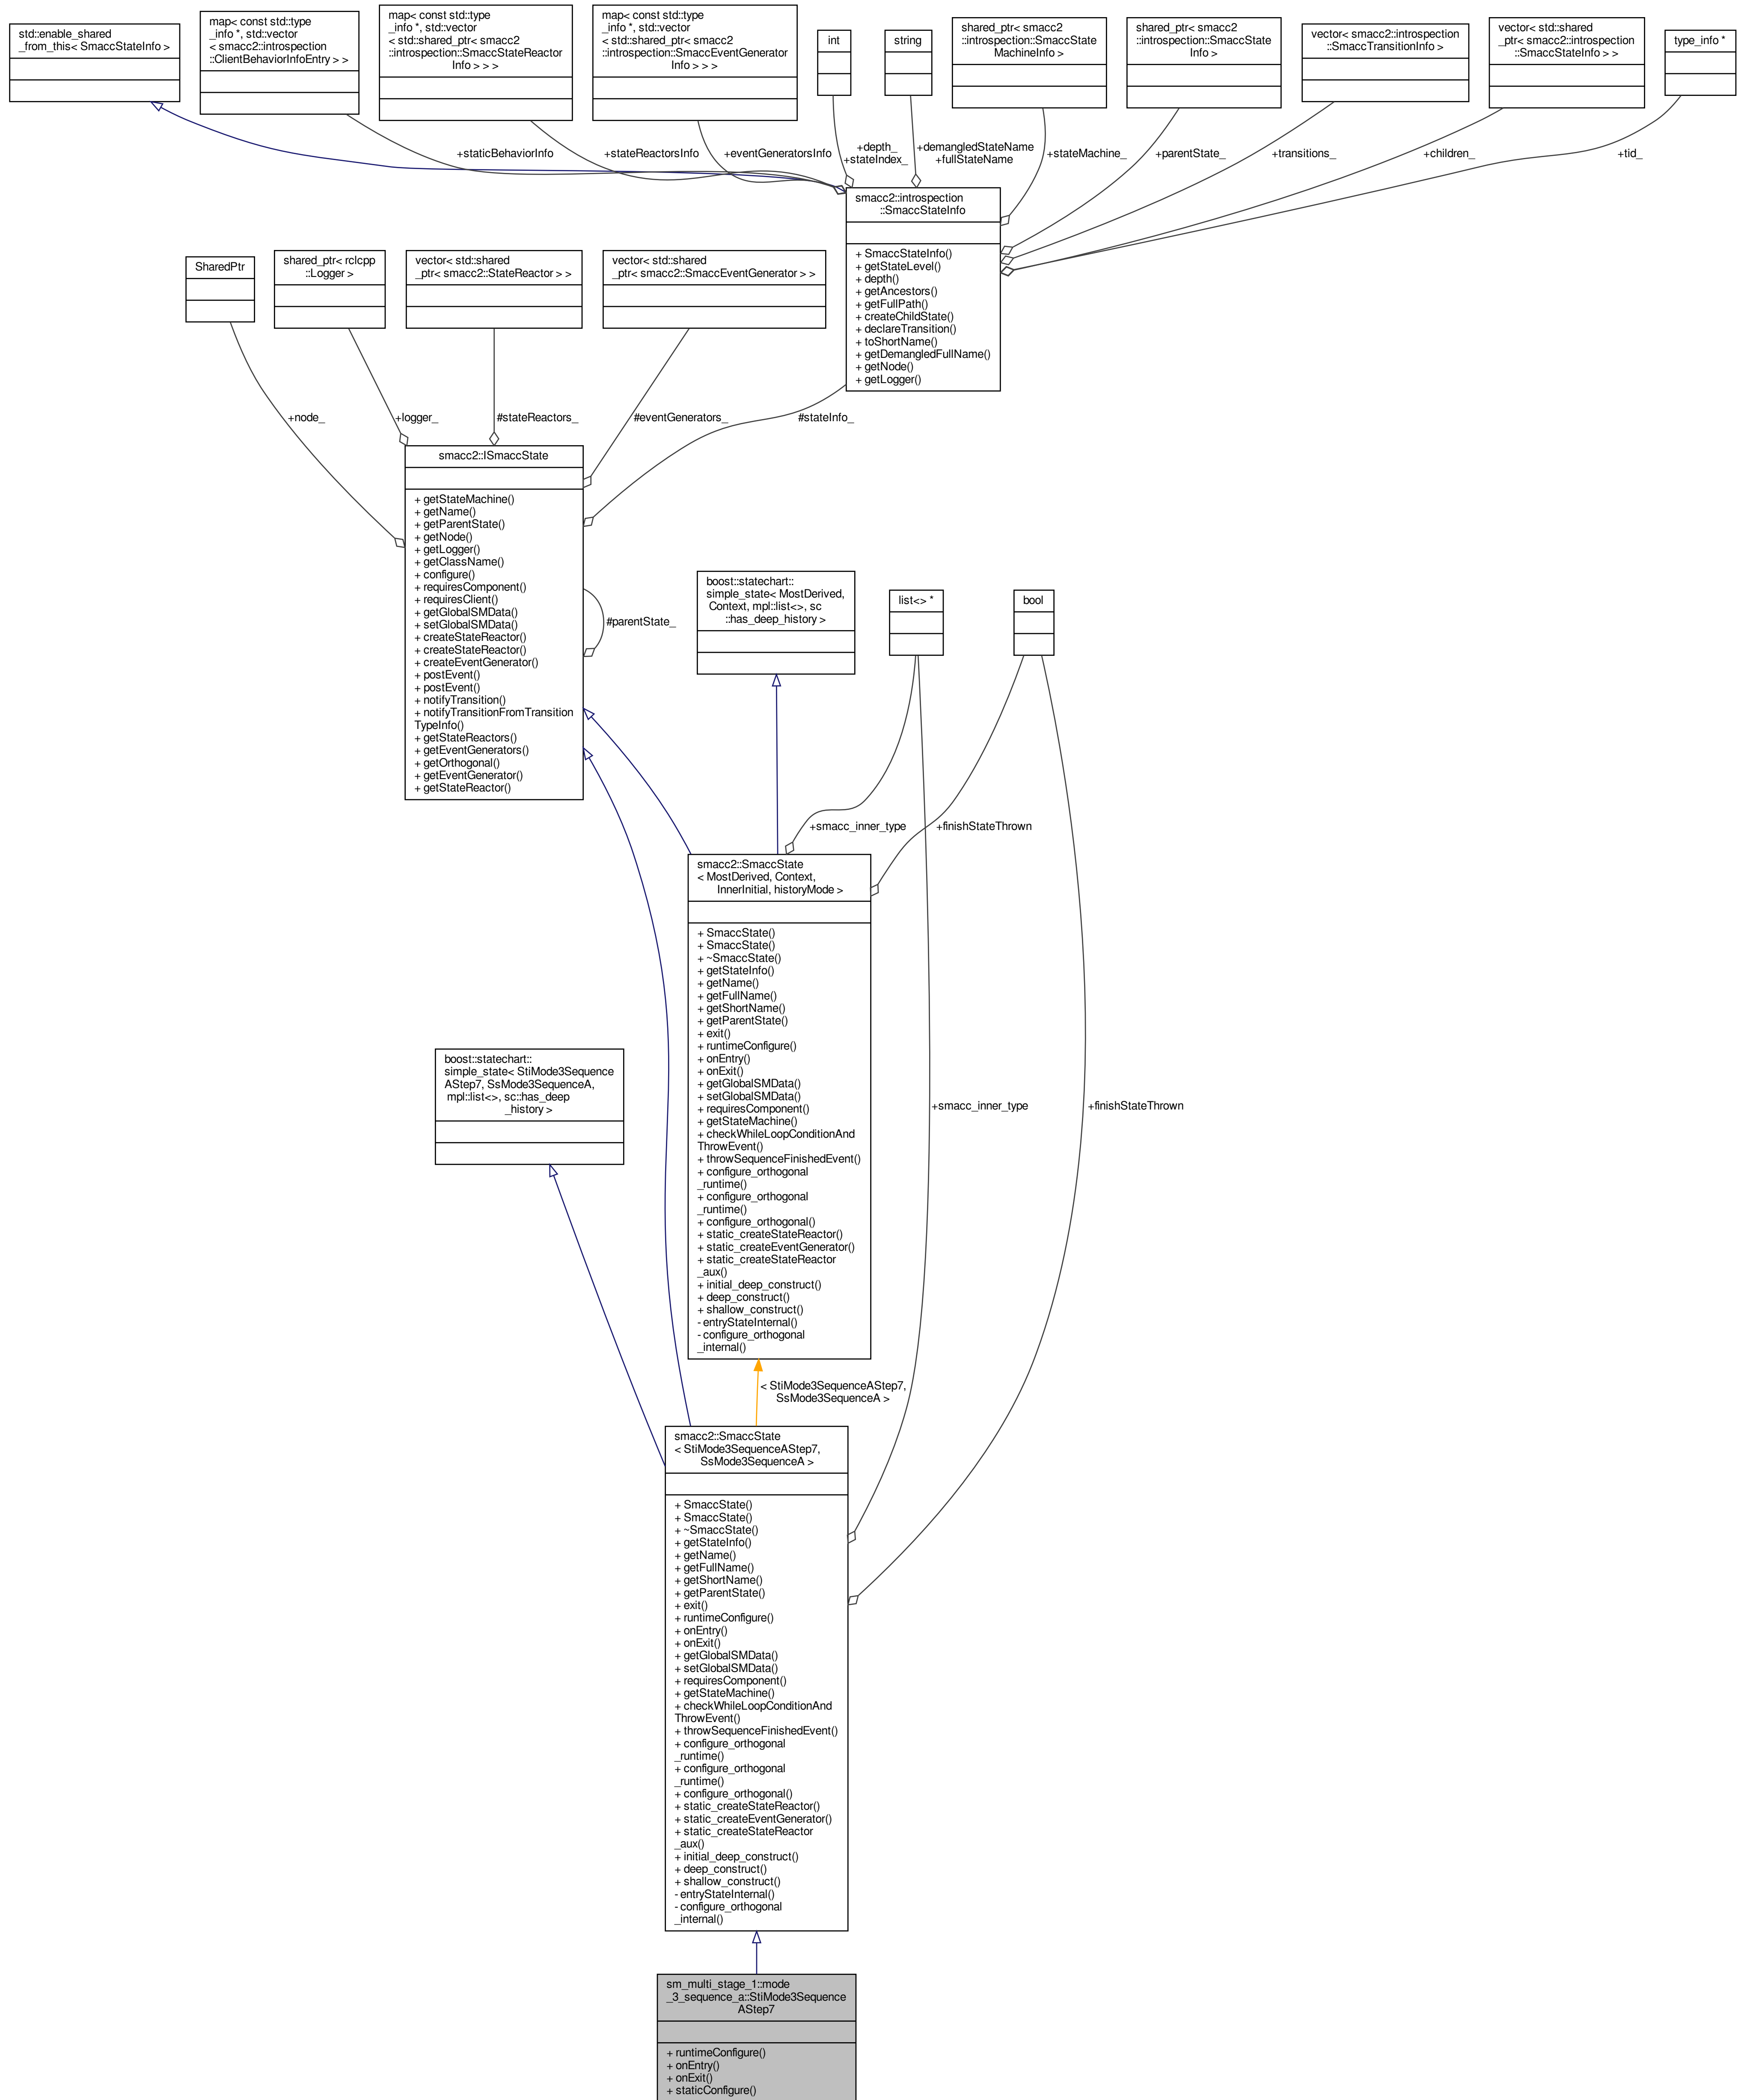 std::enable_shared
_from_this< SmaccStateInfo >
map< const std::type
_info *, std::vector
< smacc2::introspection
::ClientBehaviorInfoEntry > >
map< const std::type
_info *, std::vector
< std::shared_ptr< smacc2
::introspection::SmaccStateReactor
Info > > >
map< const std::type
_info *, std::vector
< std::shared_ptr< smacc2
::introspection::SmaccEventGenerator
Info > > >
int
string
shared_ptr< smacc2
::introspection::SmaccState
MachineInfo >
shared_ptr< smacc2
::introspection::SmaccState
Info >
vector< smacc2::introspection
::SmaccTransitionInfo >
vector< std::shared
_ptr< smacc2::introspection
::SmaccStateInfo > >
type_info *
+staticBehaviorInfo
+stateReactorsInfo
+eventGeneratorsInfo
+depth_
+stateIndex_
+demangledStateName
+fullStateName
+stateMachine_
+parentState_
+transitions_
+children_
+tid_
smacc2::introspection
::SmaccStateInfo
+ SmaccStateInfo()
+ getStateLevel()
+ depth()
+ getAncestors()
+ getFullPath()
+ createChildState()
+ declareTransition()
+ toShortName()
+ getDemangledFullName()
+ getNode()
+ getLogger()
SharedPtr
shared_ptr< rclcpp
::Logger >
vector< std::shared
_ptr< smacc2::StateReactor > >
vector< std::shared
_ptr< smacc2::SmaccEventGenerator > >
+node_
+logger_
#stateReactors_
#eventGenerators_
#stateInfo_
smacc2::ISmaccState
+ getStateMachine()
+ getName()
+ getParentState()
+ getNode()
+ getLogger()
+ getClassName()
+ configure()
+ requiresComponent()
+ requiresClient()
+ getGlobalSMData()
+ setGlobalSMData()
+ createStateReactor()
+ createStateReactor()
+ createEventGenerator()
+ postEvent()
+ postEvent()
+ notifyTransition()
+ notifyTransitionFromTransition
TypeInfo()
+ getStateReactors()
+ getEventGenerators()
+ getOrthogonal()
+ getEventGenerator()
+ getStateReactor()
#parentState_
boost::statechart::
simple_state< MostDerived,
Context, mpl::list<>, sc
::has_deep_history >
list<> *
bool
+smacc_inner_type
+finishStateThrown
smacc2::SmaccState
< MostDerived, Context,
InnerInitial, historyMode >
+ SmaccState()
+ SmaccState()
+ ~SmaccState()
+ getStateInfo()
+ getName()
+ getFullName()
+ getShortName()
+ getParentState()
+ exit()
+ runtimeConfigure()
+ onEntry()
+ onExit()
+ getGlobalSMData()
+ setGlobalSMData()
+ requiresComponent()
+ getStateMachine()
+ checkWhileLoopConditionAnd
ThrowEvent()
+ throwSequenceFinishedEvent()
+ configure_orthogonal
_runtime()
+ configure_orthogonal
_runtime()
+ configure_orthogonal()
+ static_createStateReactor()
+ static_createEventGenerator()
+ static_createStateReactor
_aux()
+ initial_deep_construct()
+ deep_construct()
+ shallow_construct()
- entryStateInternal()
- configure_orthogonal
_internal()
boost::statechart::
simple_state< StiMode3Sequence
AStep7, SsMode3SequenceA,
mpl::list<>, sc::has_deep
_history >
+smacc_inner_type
+finishStateThrown
< StiMode3SequenceAStep7,
SsMode3SequenceA >
smacc2::SmaccState
< StiMode3SequenceAStep7,
SsMode3SequenceA >
+ SmaccState()
+ SmaccState()
+ ~SmaccState()
+ getStateInfo()
+ getName()
+ getFullName()
+ getShortName()
+ getParentState()
+ exit()
+ runtimeConfigure()
+ onEntry()
+ onExit()
+ getGlobalSMData()
+ setGlobalSMData()
+ requiresComponent()
+ getStateMachine()
+ checkWhileLoopConditionAnd
ThrowEvent()
+ throwSequenceFinishedEvent()
+ configure_orthogonal
_runtime()
+ configure_orthogonal
_runtime()
+ configure_orthogonal()
+ static_createStateReactor()
+ static_createEventGenerator()
+ static_createStateReactor
_aux()
+ initial_deep_construct()
+ deep_construct()
+ shallow_construct()
- entryStateInternal()
- configure_orthogonal
_internal()
sm_multi_stage_1::mode
_3_sequence_a::StiMode3Sequence
AStep7
+ runtimeConfigure()
+ onEntry()
+ onExit()
+ staticConfigure()